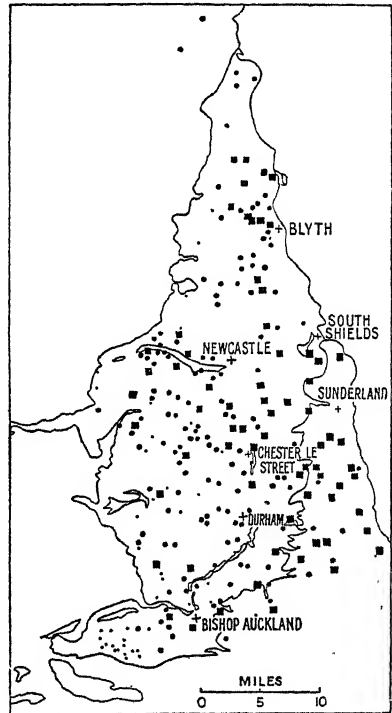 BLYTH
SOUTH
SHIELDS
NEWCASTLE
SUNDERLAND
CHESTER LE
STREET
DURHAM
BISHOP AUCKLAND
MILES
0 5 10